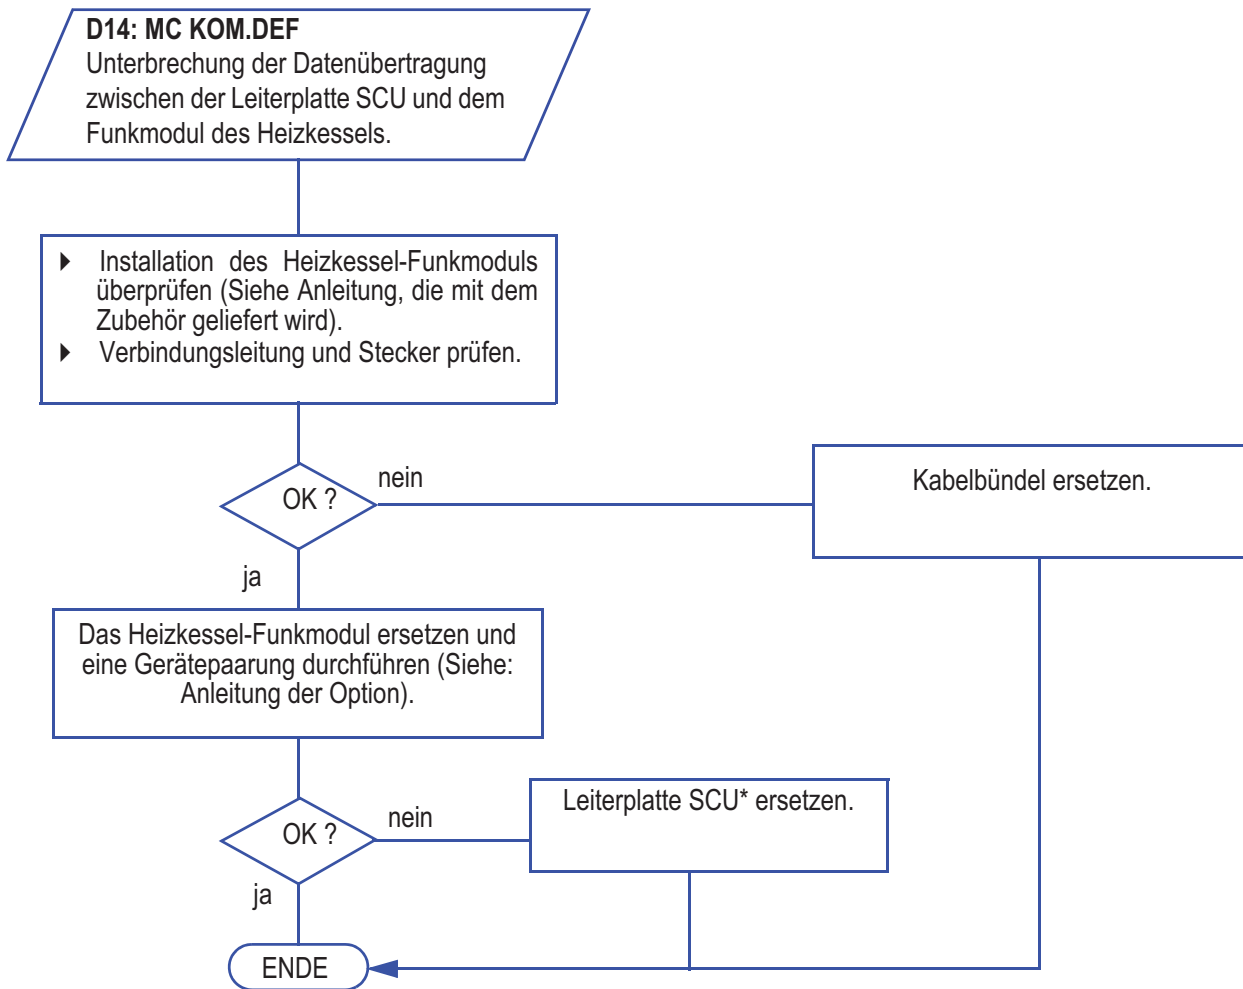 D14: MC KOM.DEF
Unterbrechung der Datenübertragung
zwischen der Leiterplatte SCU und dem
Funkmodul des Heizkessels.
Installation des Heizkessel-Funkmoduls
überprüfen (Siehe Anleitung, die mit dem
Zubehör geliefert wird).
Verbindungsleitung und Stecker prüfen.
OK ?
nein
Kabelbündel ersetzen.
ja
Das Heizkessel-Funkmodul ersetzen und
eine Gerätepaarung durchführen (Siehe:
Anleitung der Option).
OK ?
nein
Leiterplatte SCU* ersetzen.
ja
ENDE